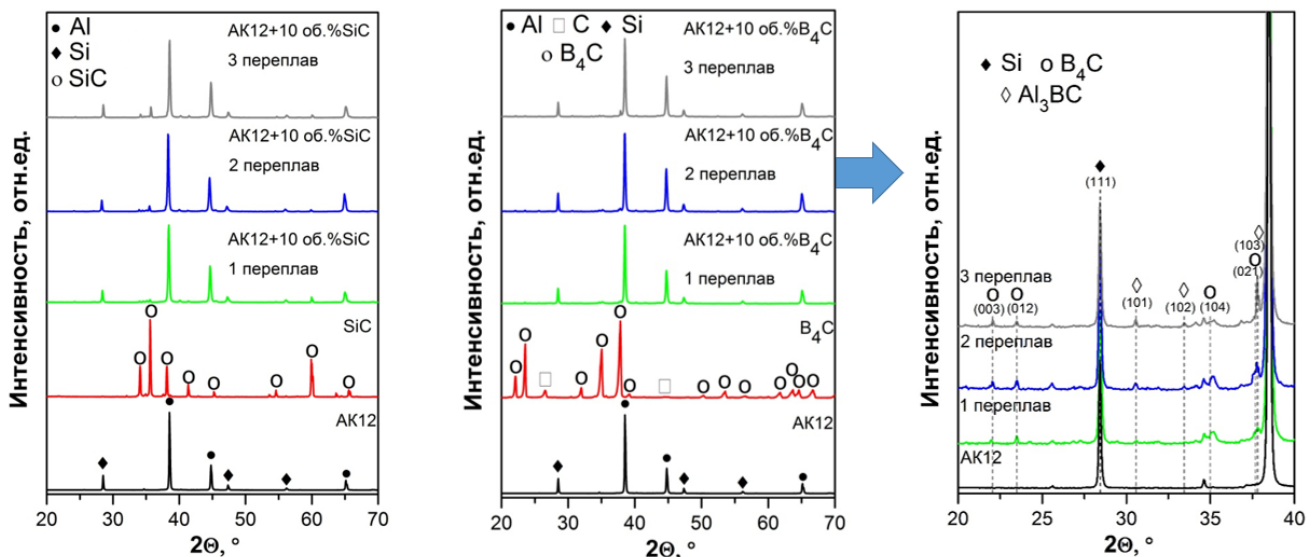 Интенсивность, отн.ед.
● Al
◆ Si
o SiC
АК12+10 об.%SiC
3 переплав
АК12+10 об.%SiC
2 переплав
АК12+10 об.%SiC
1 переплав
SiC
АК12
20 30 40 50 60 70
2Θ, °
Интенсивность, отн.ед.
● Al □ C ◆ Si
o B₄C
АК12+10 об.%B₄C
3 переплав
АК12+10 об.%B₄C
2 переплав
АК12+10 об.%B₄C
1 переплав
B₄C
АК12
20 30 40 50 60 70
2Θ, °
Интенсивность, отн.ед.
◆ Si o B₄C
◊ Al₃BC
(111)
(103)
(021)
3 переплав
(003) (012) (101) (102) (104)
2 переплав
1 переплав
АК12
20 25 30 35 40
2Θ, °